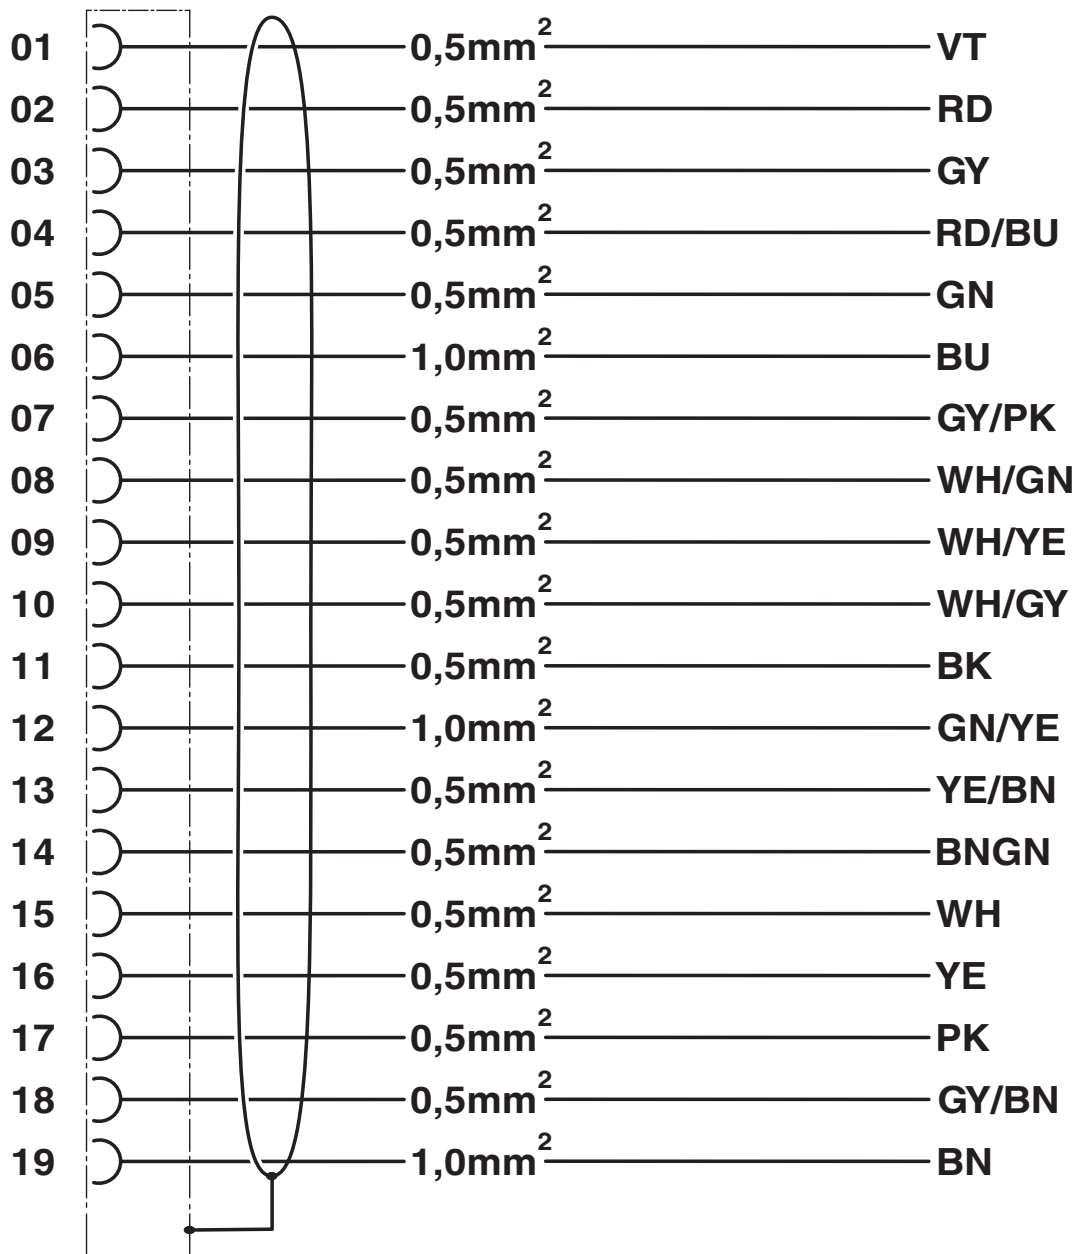 01 0,5mm² VT
02 0,5mm² RD
03 0,5mm² GY
04 0,5mm² RD/BU
05 0,5mm² GN
06 1,0mm² BU
07 0,5mm² GY/PK
08 0,5mm² WH/GN
09 0,5mm² WH/YE
10 0,5mm² WH/GY
11 0,5mm² BK
12 1,0mm² GN/YE
13 0,5mm² YE/BN
14 0,5mm² BNGN
15 0,5mm² WH
16 0,5mm² YE
17 0,5mm² PK
18 0,5mm² GY/BN
19 1,0mm² BN